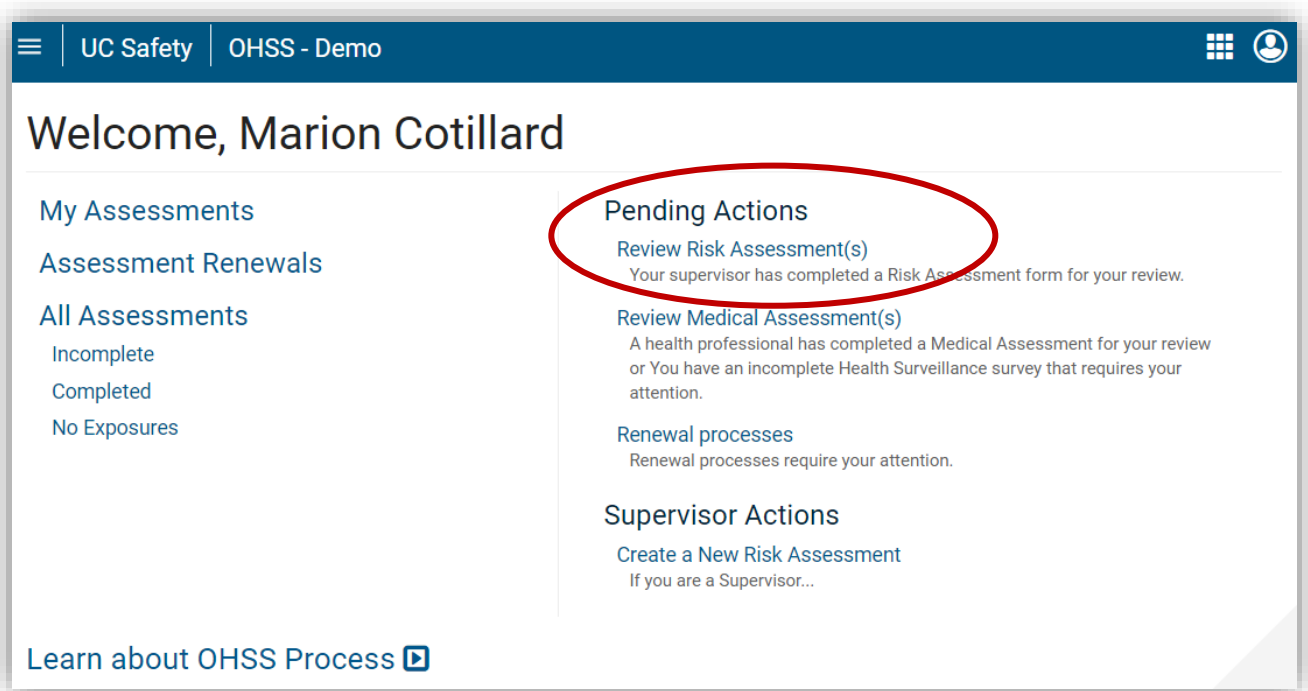 UC Safety OHSS - Demo
Welcome, Marion Cotillard
My Assessments
Assessment Renewals
All Assessments
Incomplete
Completed
No Exposures
Pending Actions
Review Risk Assessment(s)
Your supervisor has completed a Risk Assessment form for your review.
Review Medical Assessment(s)
A health professional has completed a Medical Assessment for your review
or You have an incomplete Health Surveillance survey that requires your
attention.
Renewal processes
Renewal processes require your attention.
Supervisor Actions
Create a New Risk Assessment
If you are a Supervisor...
Learn about OHSS Process